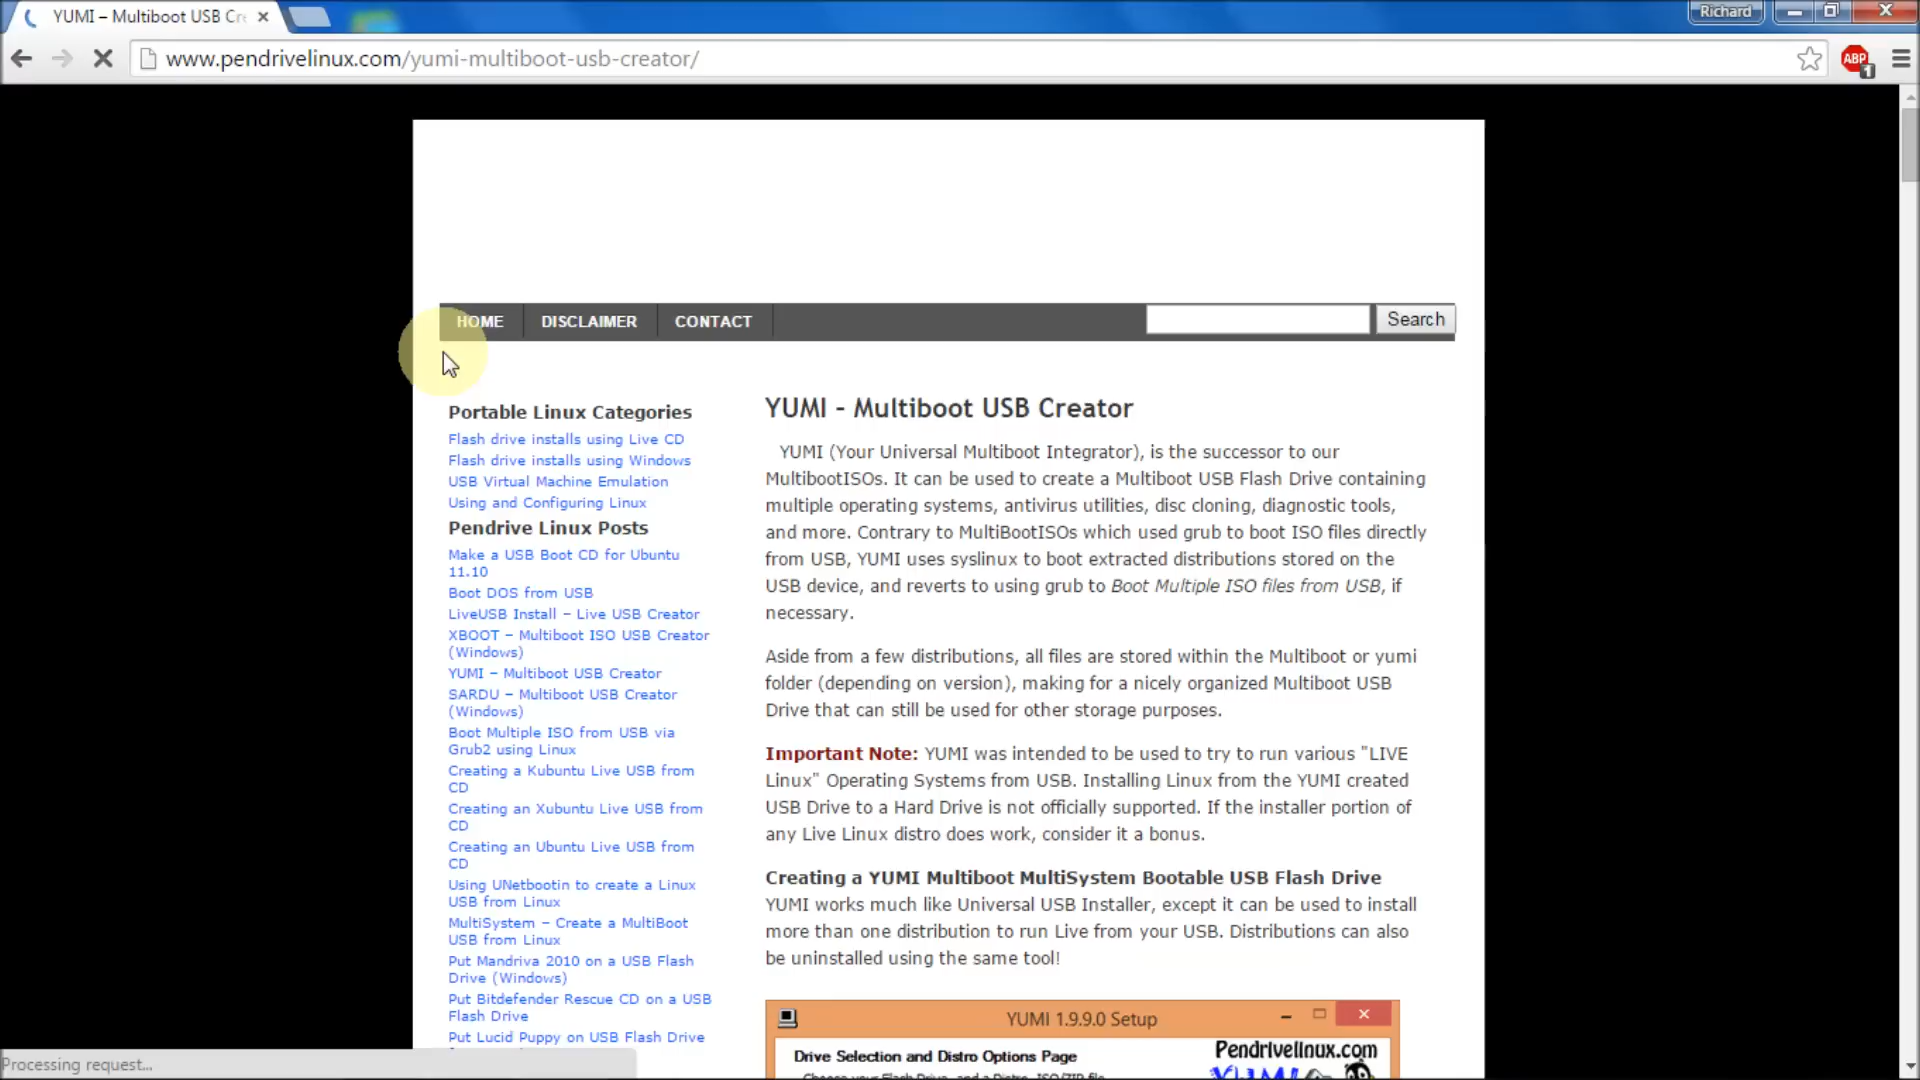 YUMI – Multiboot USB Cre
Richard
www.pendrivelinux.com/yumi-multiboot-usb-creator/
ABP
1
HOME
DISCLAIMER
CONTACT
Search
Portable Linux Categories
Flash drive installs using Live CD
Flash drive installs using Windows
USB Virtual Machine Emulation
Using and Configuring Linux
Pendrive Linux Posts
Make a USB Boot CD for Ubuntu
11.10
Boot DOS from USB
LiveUSB Install – Live USB Creator
XBOOT – Multiboot ISO USB Creator
(Windows)
YUMI – Multiboot USB Creator
SARDU – Multiboot USB Creator
(Windows)
Boot Multiple ISO from USB via
Grub2 using Linux
Creating a Kubuntu Live USB from
CD
Creating an Xubuntu Live USB from
CD
Creating an Ubuntu Live USB from
CD
Using UNetbootin to create a Linux
USB from Linux
MultiSystem – Create a MultiBoot
USB from Linux
Put Mandriva 2010 on a USB Flash
Drive (Windows)
Put Bitdefender Rescue CD on a USB
Flash Drive
Put Lucid Puppy on USB Flash Drive
YUMI – Multiboot USB Creator
YUMI (Your Universal Multiboot Integrator), is the successor to our
MultibootISOs. It can be used to create a Multiboot USB Flash Drive containing
multiple operating systems, antivirus utilities, disc cloning, diagnostic tools,
and more. Contrary to MultiBootISOs which used grub to boot ISO files directly
from USB, YUMI uses syslinux to boot extracted distributions stored on the
USB device, and reverts to using grub to Boot Multiple ISO files from USB, if
necessary.
Aside from a few distributions, all files are stored within the Multiboot or yumi
folder (depending on version), making for a nicely organized Multiboot USB
Drive that can still be used for other storage purposes.
Important Note: YUMI was intended to be used to try to run various "LIVE
Linux" Operating Systems from USB. Installing Linux from the YUMI created
USB Drive to a Hard Drive is not officially supported. If the installer portion of
any Live Linux distro does work, consider it a bonus.
Creating a YUMI Multiboot MultiSystem Bootable USB Flash Drive
YUMI works much like Universal USB Installer, except it can be used to install
more than one distribution to run Live from your USB. Distributions can also
be uninstalled using the same tool!
YUMI 1.9.9.0 Setup
Drive Selection and Distro Options Page
Pendrivelinux.com
Choose your Flash Drive, and a Distro, ISO/ZIP file.
YUMI
Processing request...